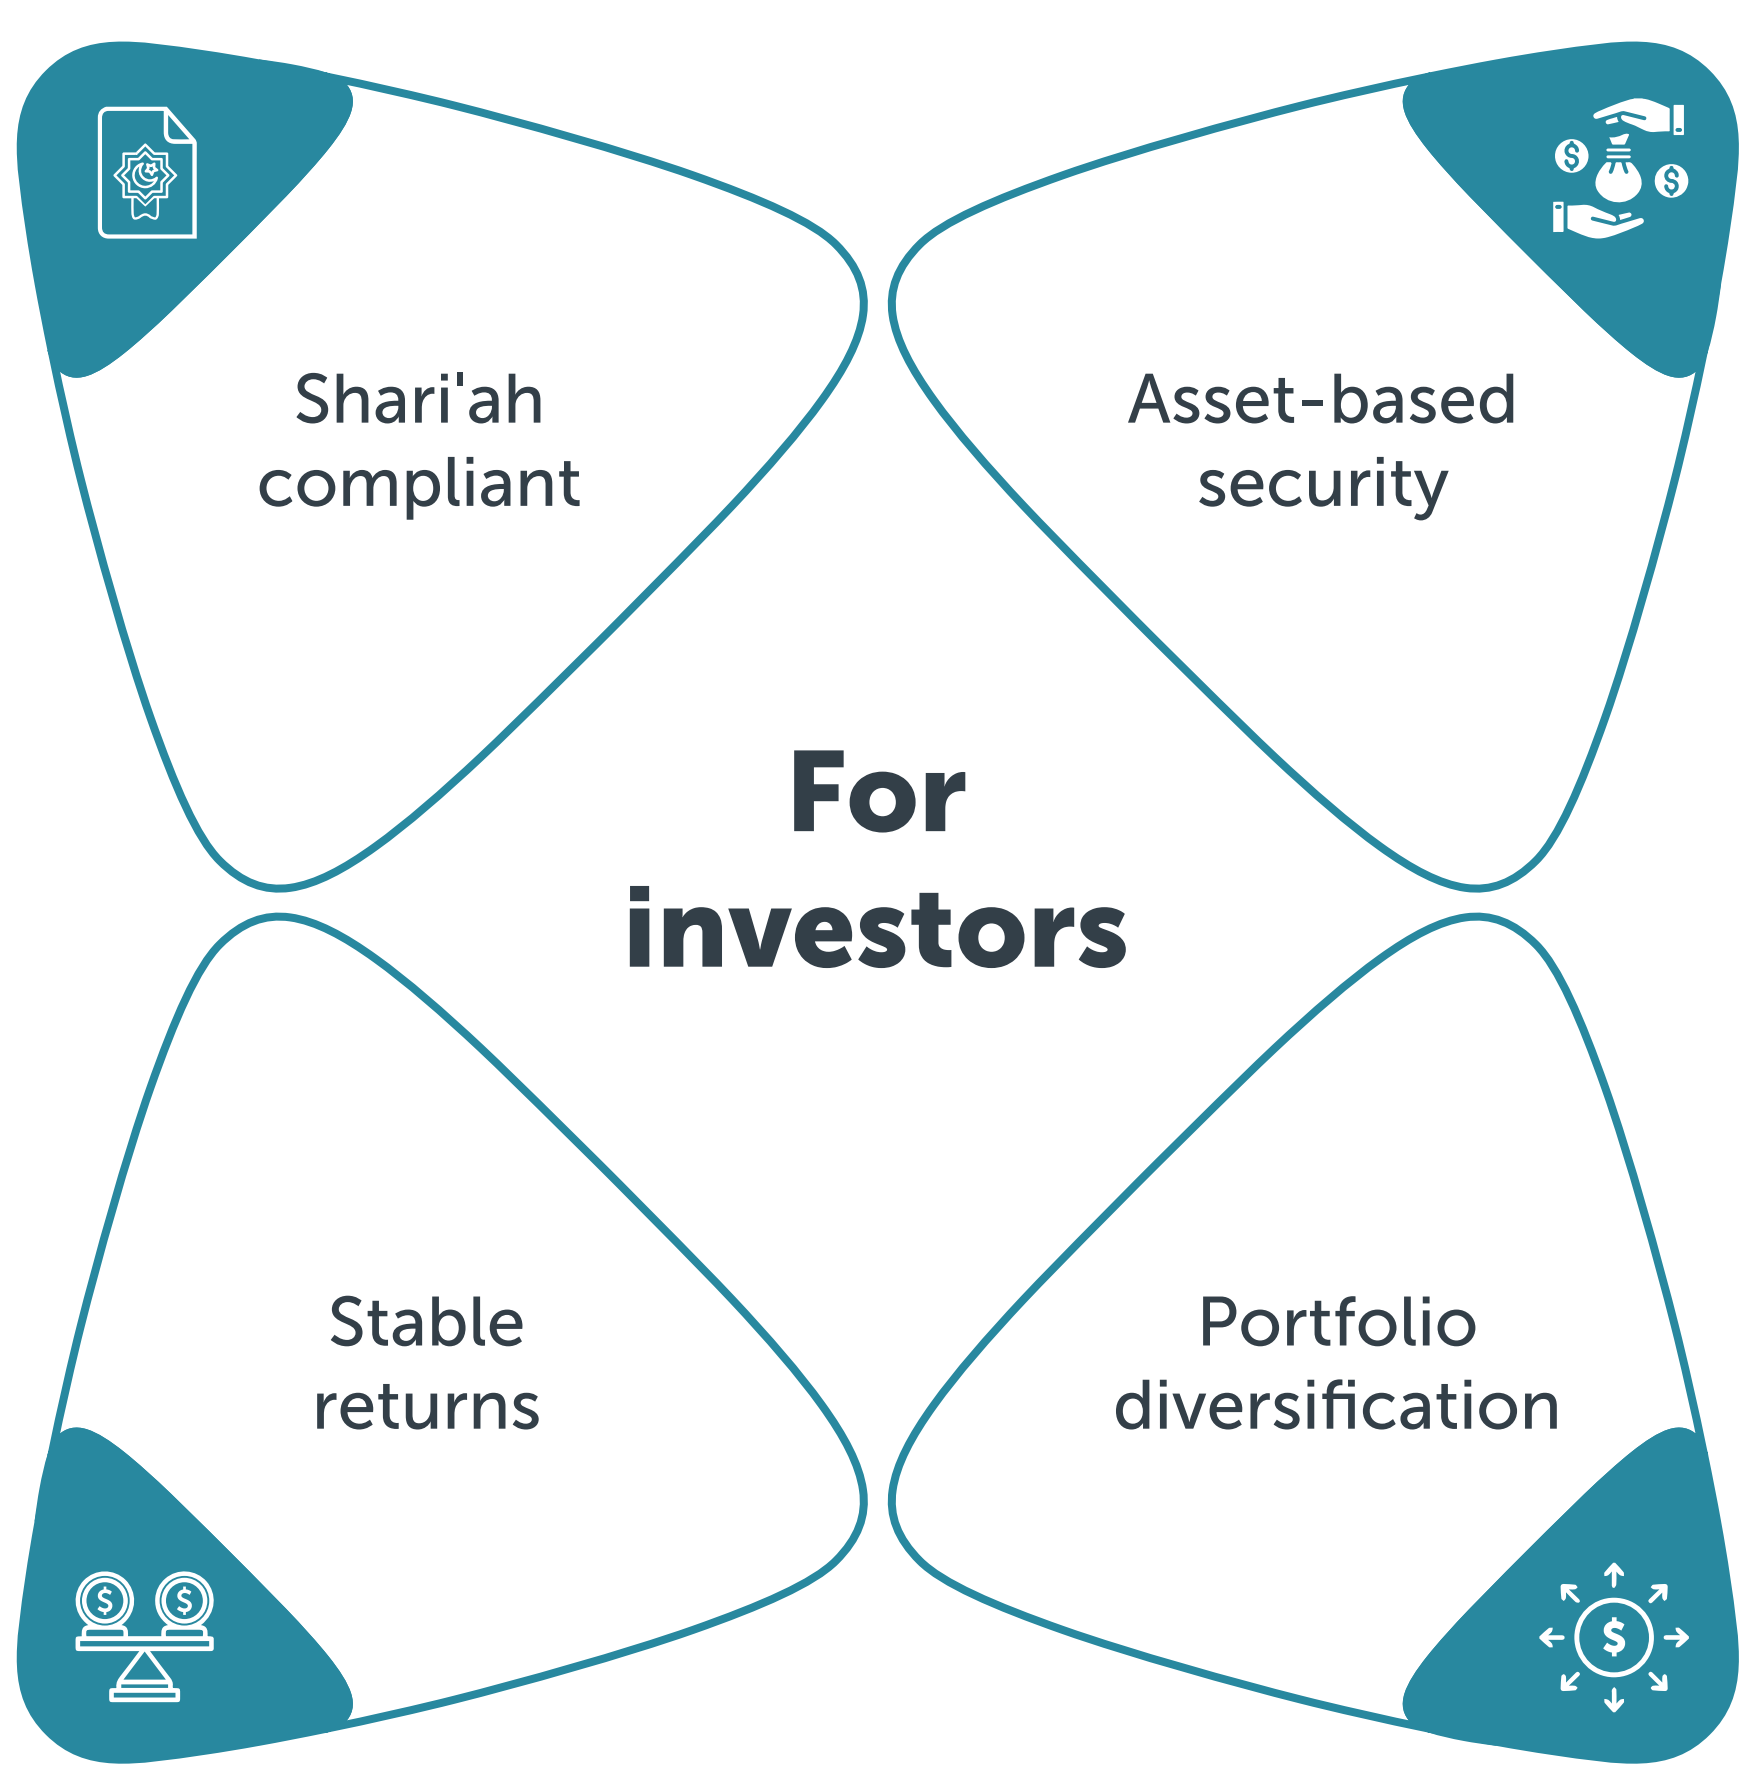 Shari'ah
compliant
Asset-based
security
For
investors
Stable
returns
Portfolio
diversification